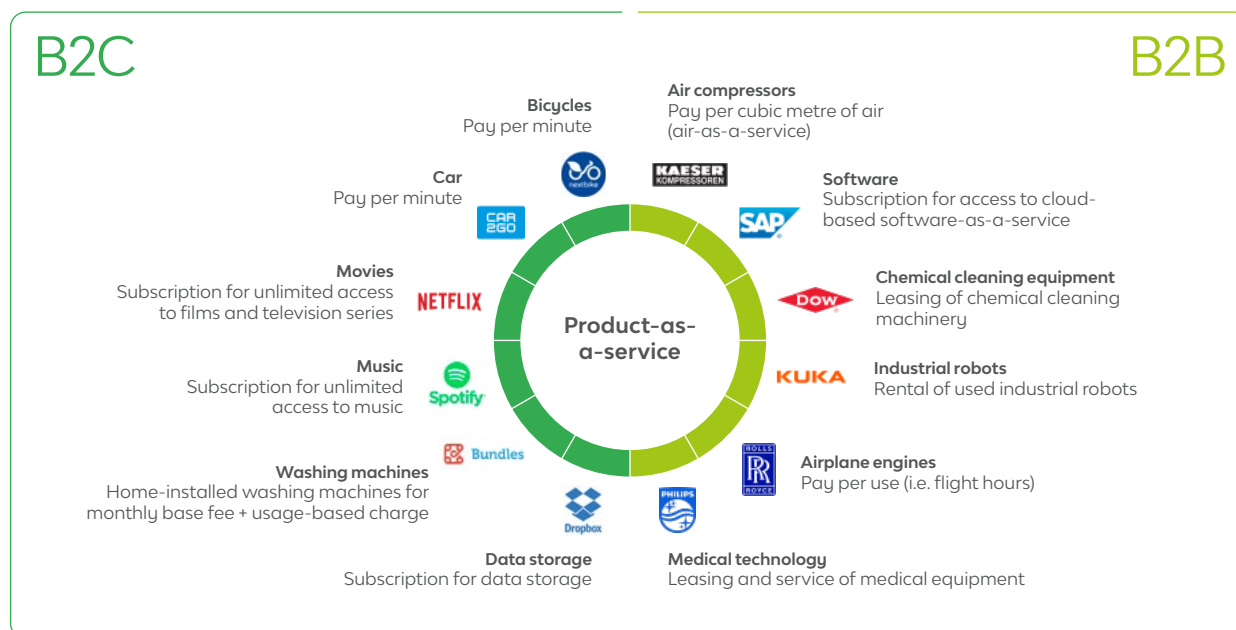 B2C
B2B
Bicycles
Pay per minute
nextbike
Air compressors
Pay per cubic metre of air
(air-as-a-service)
KAESER
KOMPRESSOREN
Car
Pay per minute
CAR
2GO
Software
Subscription for access to cloud-
based software-as-a-service
SAP
Movies
Subscription for unlimited access
to films and television series
NETFLIX
Chemical cleaning equipment
Leasing of chemical cleaning
machinery
DOW
Product-as-
a-service
Music
Subscription for unlimited
access to music
Spotify
Industrial robots
Rental of used industrial robots
KUKA
Washing machines
Home-installed washing machines for
monthly base fee + usage-based charge
Bundles
Airplane engines
Pay per use (i.e. flight hours)
ROLLS
RR
ROYCE
Data storage
Subscription for data storage
Dropbox
PHILIPS
Medical technology
Leasing and service of medical equipment